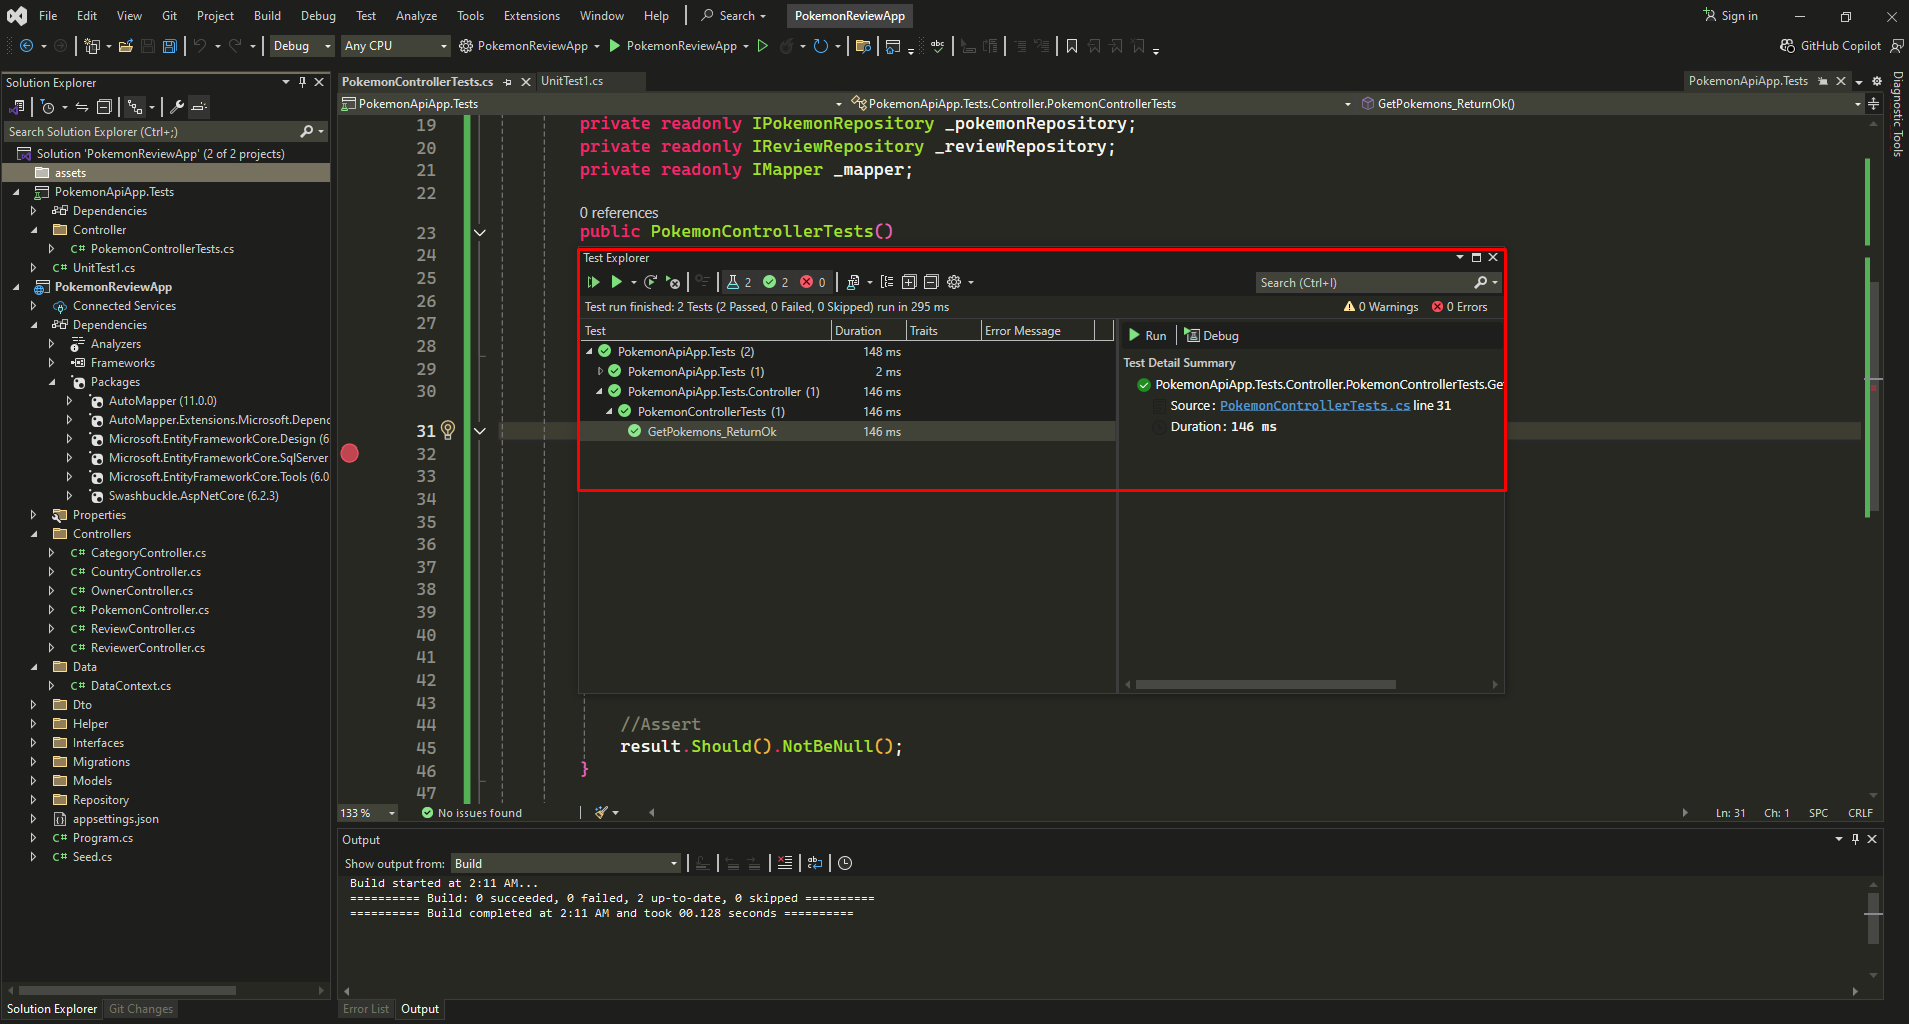 File Edit View Git Project Build Debug Test Analyze Tools Extensions Window Help Search PokemonReviewApp Sign in
Debug Any CPU PokemonReviewApp PokemonReviewApp GitHub Copilot
Solution Explorer
Search Solution Explorer (Ctrl+;)
Solution 'PokemonReviewApp' (2 of 2 projects)
assets
PokemonApiApp.Tests
Dependencies
Controller
C# PokemonControllerTests.cs
C# UnitTest1.cs
PokemonReviewApp
Connected Services
Dependencies
Analyzers
Frameworks
Packages
AutoMapper (11.0.0)
AutoMapper.Extensions.Microsoft.Depend
Microsoft.EntityFrameworkCore.Design (6
Microsoft.EntityFrameworkCore.SqlServer
Microsoft.EntityFrameworkCore.Tools (6.0
Swashbuckle.AspNetCore (6.2.3)
Properties
Controllers
C# CategoryController.cs
C# CountryController.cs
C# OwnerController.cs
C# PokemonController.cs
C# ReviewController.cs
C# ReviewerController.cs
Data
C# DataContext.cs
Dto
Helper
Interfaces
Migrations
Models
Repository
appsettings.json
C# Program.cs
C# Seed.cs
Solution Explorer Git Changes
PokemonControllerTests.cs UnitTest1.cs PokemonApiApp.Tests
PokemonApiApp.Tests PokemonApiApp.Tests.Controller.PokemonControllerTests GetPokemons_ReturnOk()
19 private readonly IPokemonRepository _pokemonRepository;
20 private readonly IReviewRepository _reviewRepository;
21 private readonly IMapper _mapper;
22
0 references
23 public PokemonControllerTests()
24
25
26
27
28
29
30
31
32
33
34
35
36
37
38
39
40
41
42
43
44 //Assert
45 result.Should().NotBeNull();
46 }
47
Test Explorer
2 2 0 Search (Ctrl+I)
Test run finished: 2 Tests (2 Passed, 0 Failed, 0 Skipped) run in 295 ms 0 Warnings 0 Errors
Test Duration Traits Error Message
PokemonApiApp.Tests (2) 148 ms
PokemonApiApp.Tests (1) 2 ms
PokemonApiApp.Tests.Controller (1) 146 ms
PokemonControllerTests (1) 146 ms
GetPokemons_ReturnOk 146 ms
Run Debug
Test Detail Summary
PokemonApiApp.Tests.Controller.PokemonControllerTests.Ge
Source: PokemonControllerTests.cs line 31
Duration: 146 ms
133 % No issues found Ln: 31 Ch: 1 SPC CRLF
Output
Show output from: Build
Build started at 2:11 AM...
========== Build: 0 succeeded, 0 failed, 2 up-to-date, 0 skipped ==========
========== Build completed at 2:11 AM and took 00.128 seconds ==========
Error List Output
Diagnostic Tools